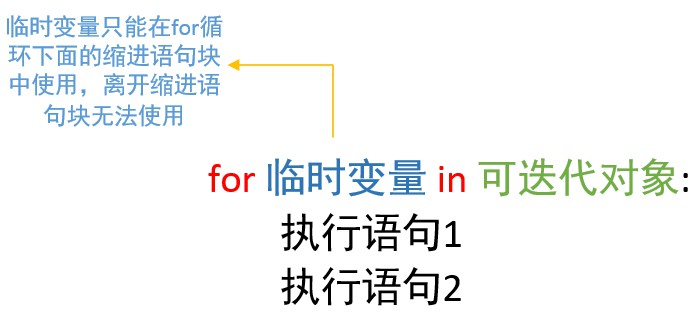 临时变量只能在for循
环下面的缩进语句块
中使用，离开缩进语
句块无法使用
for 临时变量 in 可迭代对象:
执行语句1
执行语句2